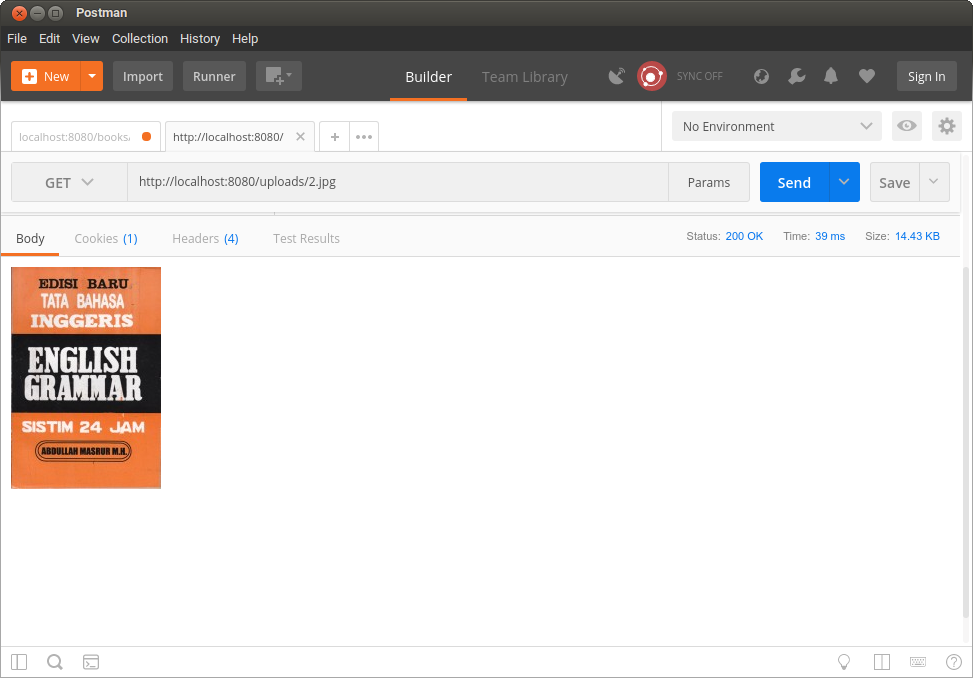 Postman
File Edit View Collection History Help
New Import Runner Builder Team Library SYNC OFF Sign In
localhost:8080/books http://localhost:8080/ No Environment
GET http://localhost:8080/uploads/2.jpg Params Send Save
Body Cookies (1) Headers (4) Test Results Status: 200 OK Time: 39 ms Size: 14.43 KB
EDISI BARU
TATA BAHASA
INGGERIS
ENGLISH
GRAMMAR
SISTIM 24 JAM
ABDULLAH MASRUR M.H.